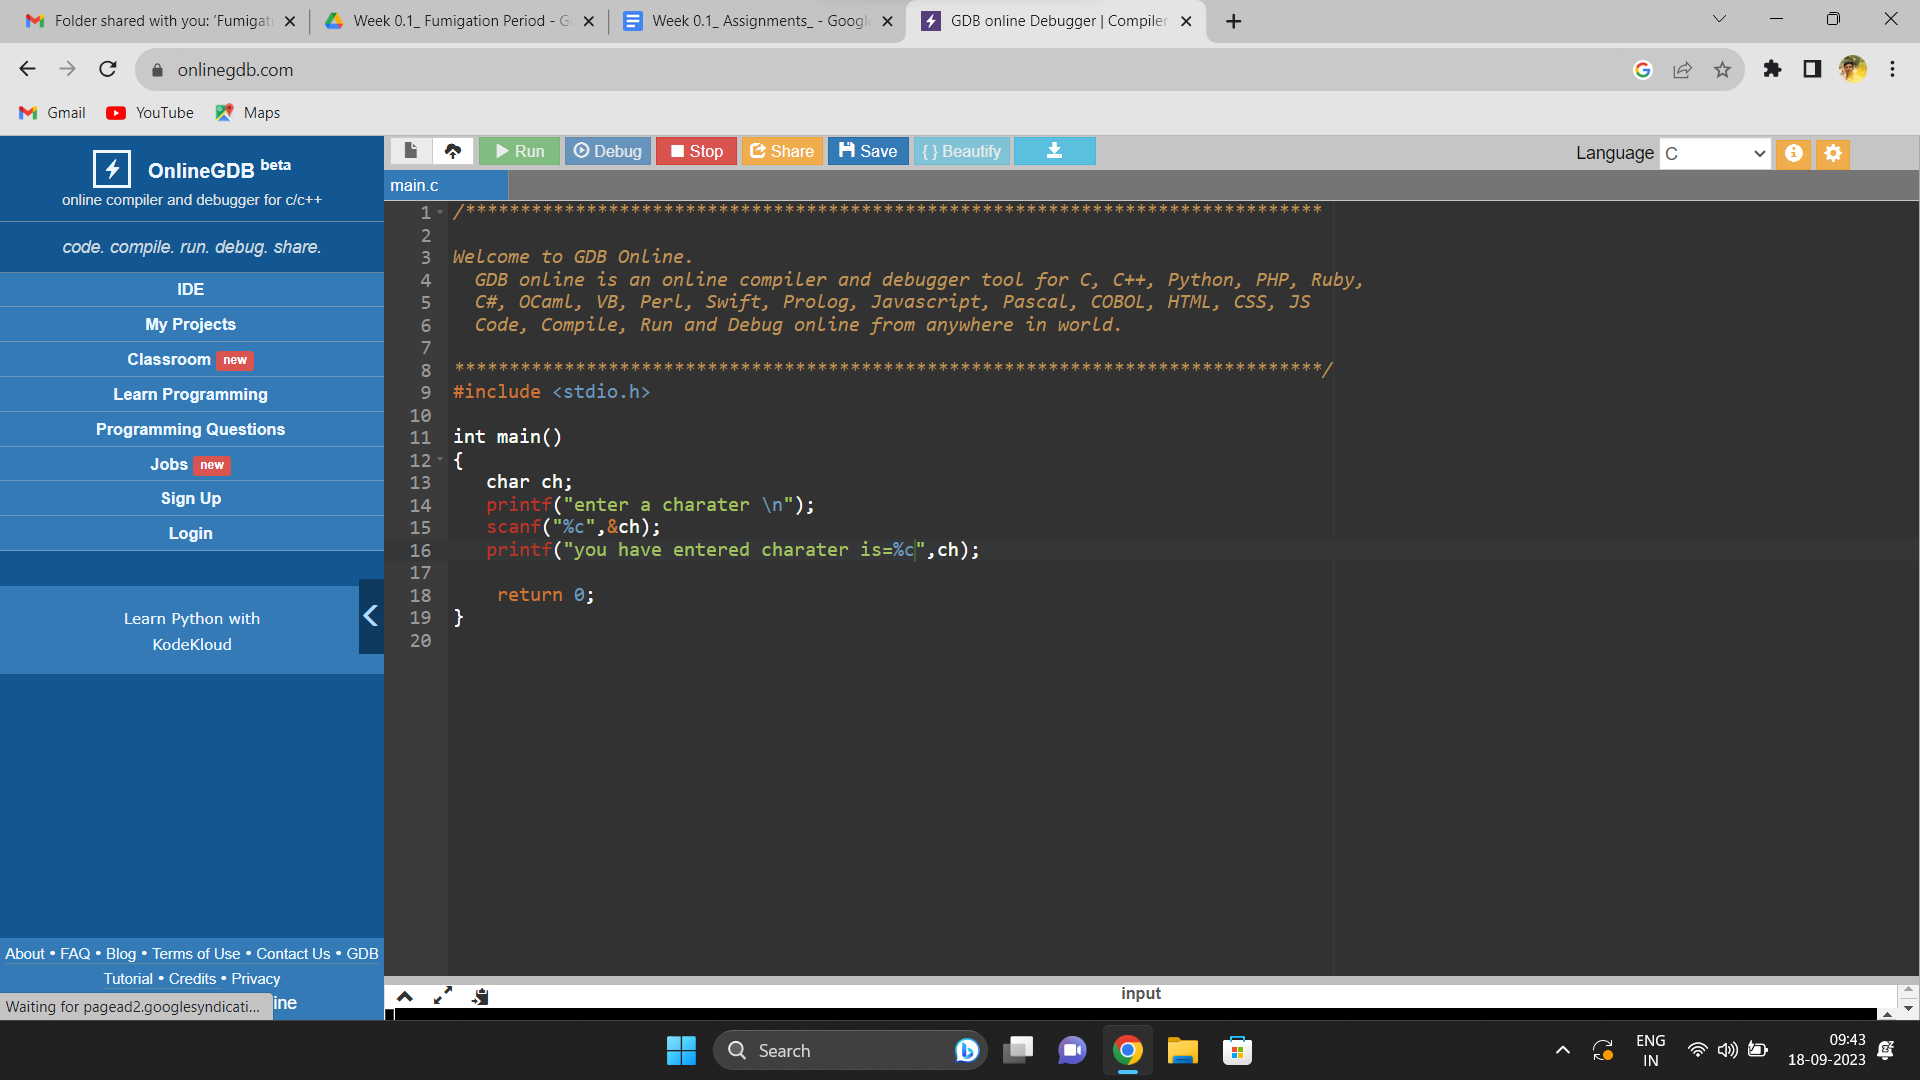 Folder shared with you: ‘Fumigati
Week 0.1_ Fumigation Period - G
Week 0.1_ Assignments_ - Google
GDB online Debugger | Compiler
onlinegdb.com
Gmail
YouTube
Maps
OnlineGDB beta
online compiler and debugger for c/c++
code. compile. run. debug. share.
IDE
My Projects
Classroom new
Learn Programming
Programming Questions
Jobs new
Sign Up
Login
Learn Python with
KodeKloud
About • FAQ • Blog • Terms of Use • Contact Us • GDB
Tutorial • Credits • Privacy
ine
Waiting for pagead2.googlesyndicati...
Run Debug Stop Share Save { } Beautify
Language C
main.c
1 /******************************************************************************
2
3 Welcome to GDB Online.
4   GDB online is an online compiler and debugger tool for C, C++, Python, PHP, Ruby,
5   C#, OCaml, VB, Perl, Swift, Prolog, Javascript, Pascal, COBOL, HTML, CSS, JS
6   Code, Compile, Run and Debug online from anywhere in world.
7
8 *******************************************************************************/
9 #include <stdio.h>
10
11 int main()
12 {
13    char ch;
14    printf("enter a charater \n");
15    scanf("%c",&ch);
16    printf("you have entered charater is=%c",ch);
17
18     return 0;
19 }
20
input
Search
ENG
IN
09:43
18-09-2023